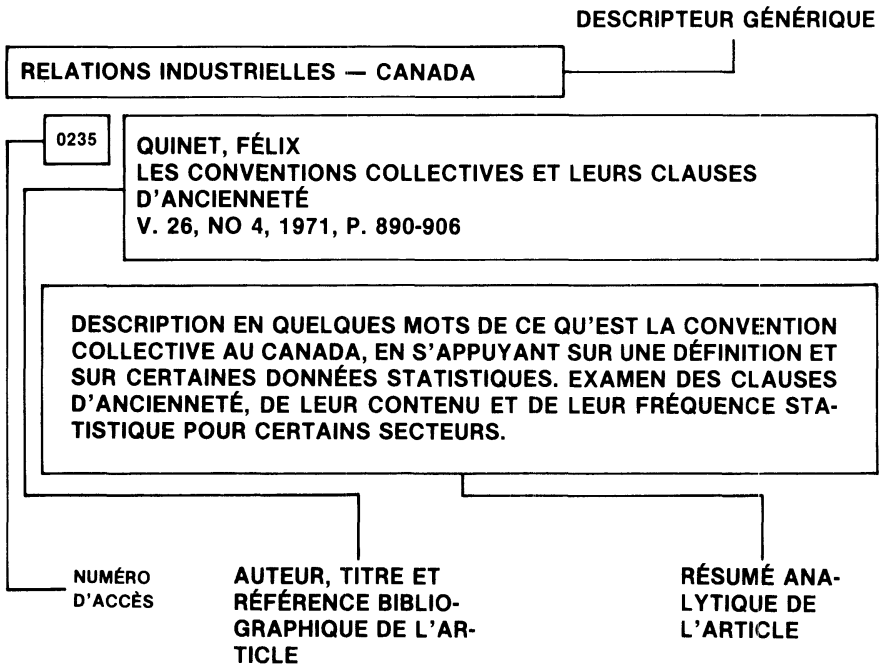 DESCRIPTEUR GÉNÉRIQUE
RELATIONS INDUSTRIELLES — CANADA
0235
QUINET, FÉLIX
LES CONVENTIONS COLLECTIVES ET LEURS CLAUSES
D'ANCIENNETÉ
V. 26, NO 4, 1971, P. 890-906
DESCRIPTION EN QUELQUES MOTS DE CE QU'EST LA CONVENTION
COLLECTIVE AU CANADA, EN S'APPUYANT SUR UNE DÉFINITION ET
SUR CERTAINES DONNÉES STATISTIQUES. EXAMEN DES CLAUSES
D'ANCIENNETÉ, DE LEUR CONTENU ET DE LEUR FRÉQUENCE STA-
TISTIQUE POUR CERTAINS SECTEURS.
NUMÉRO
D'ACCÈS
AUTEUR, TITRE ET
RÉFÉRENCE BIBLIO-
GRAPHIQUE DE L'AR-
TICLE
RÉSUMÉ ANA-
LYTIQUE DE
L'ARTICLE